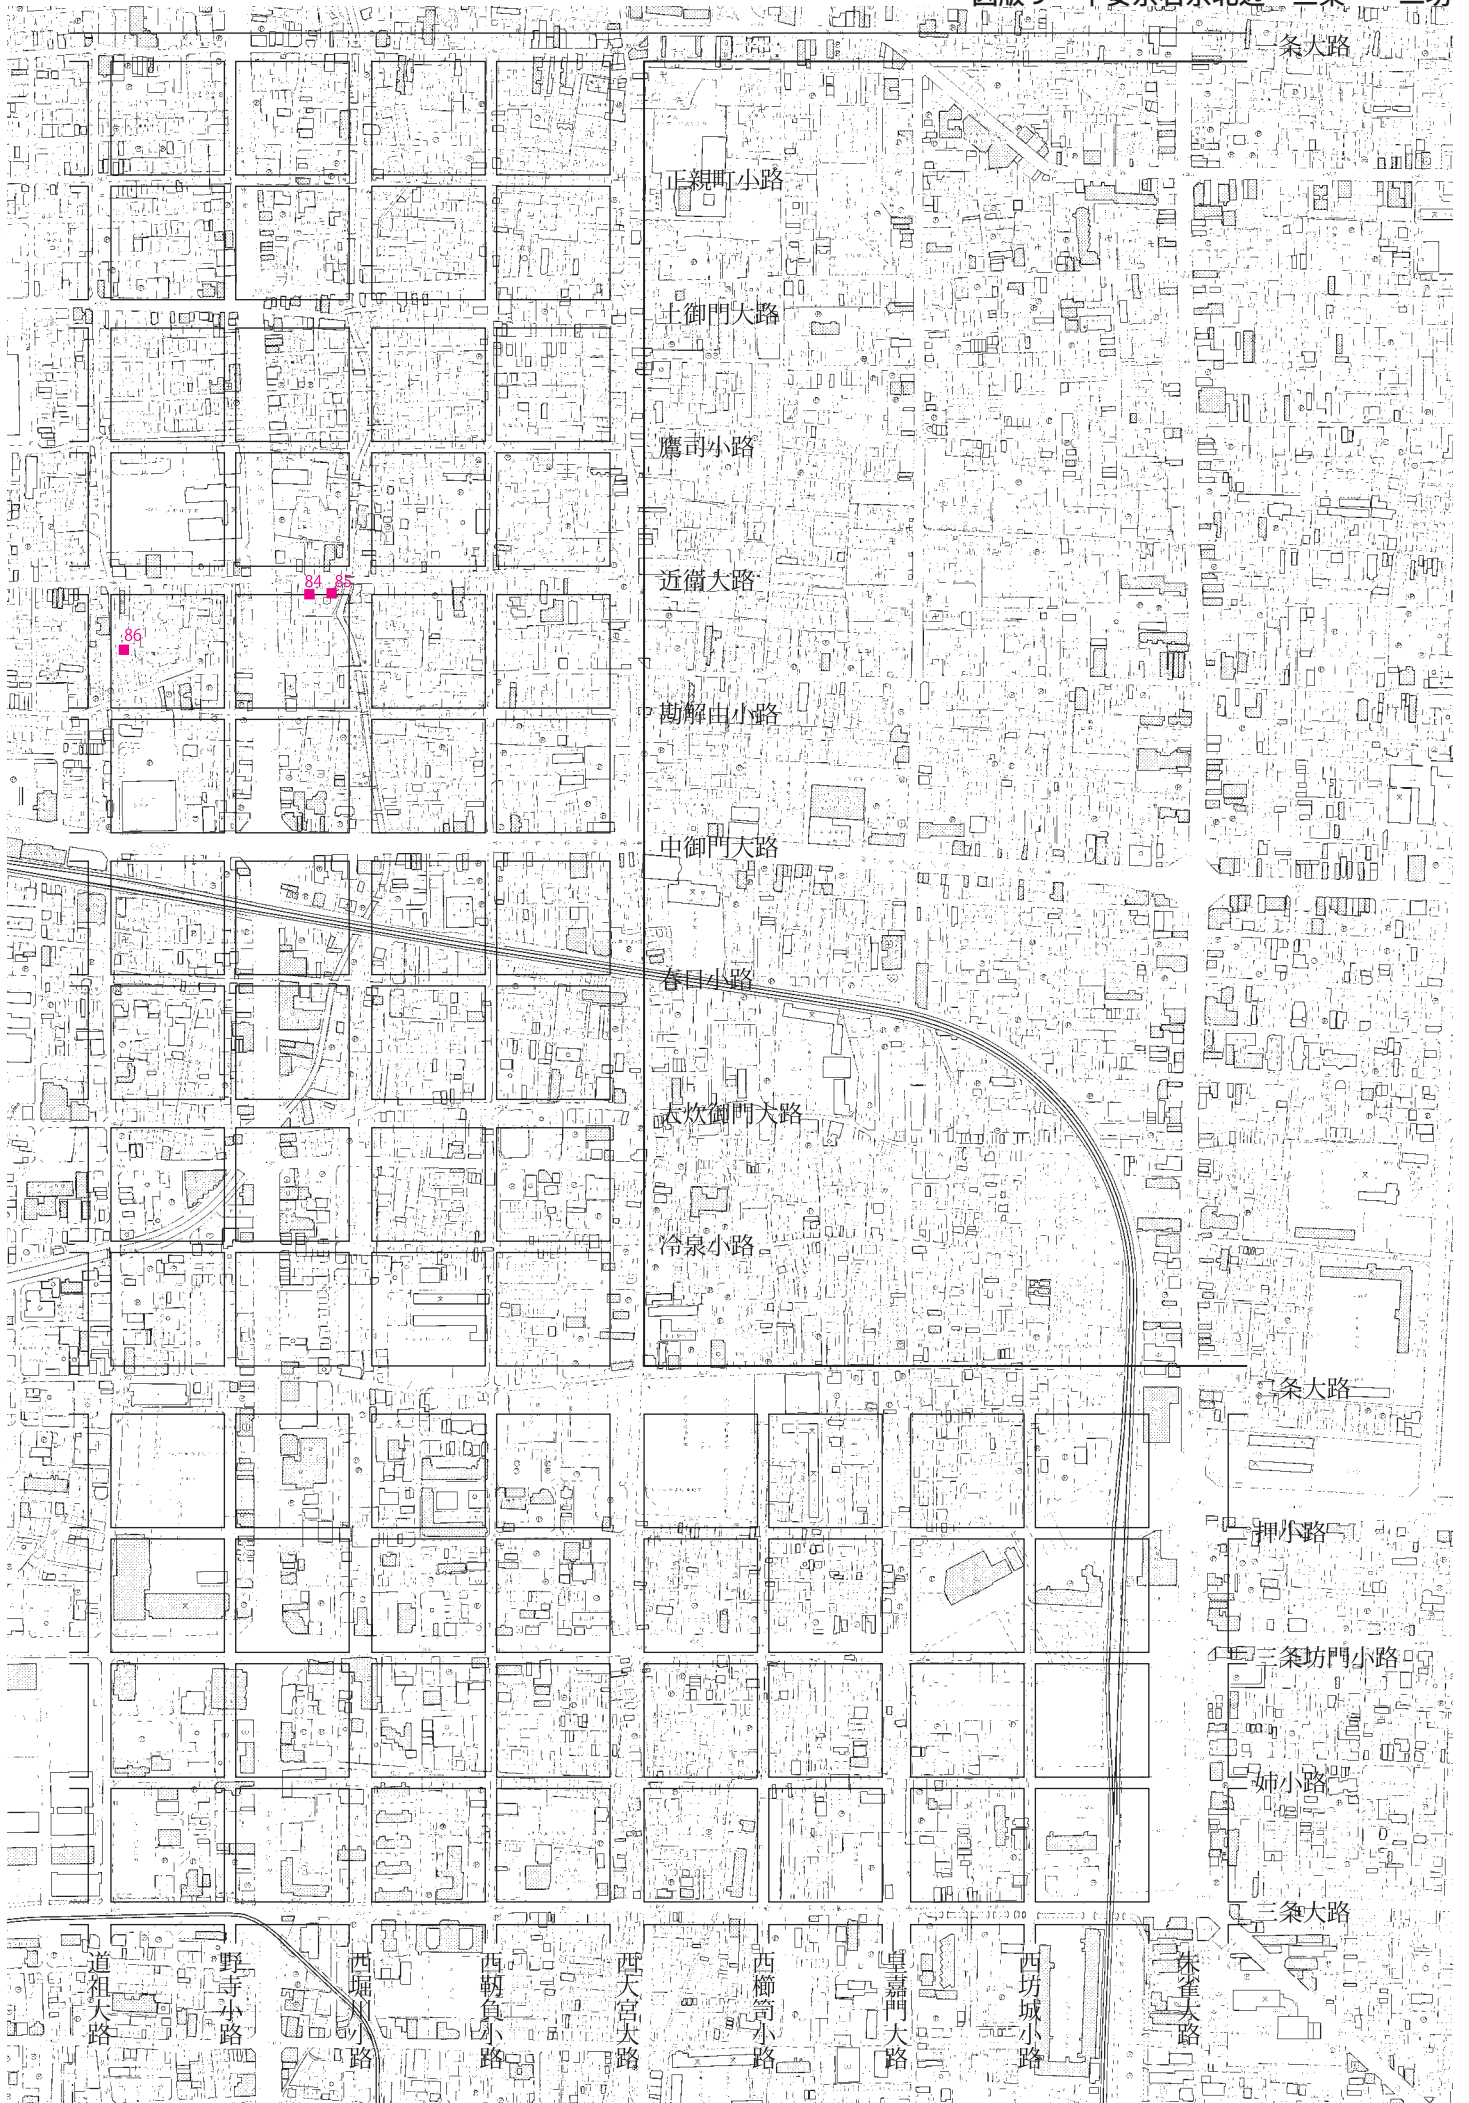 一条大路
正親町小路
土御門大路
鷹司小路
近衛大路
84
85
86
勘解由小路
中御門大路
春日小路
大炊御門大路
冷泉小路
二条大路
押小路
三条坊門小路
姉小路
三条大路
道祖大路
野寺小路
西堀川小路
西靭負小路
西大宮大路
西櫛笥小路
皇嘉門大路
西坊城小路
朱雀大路